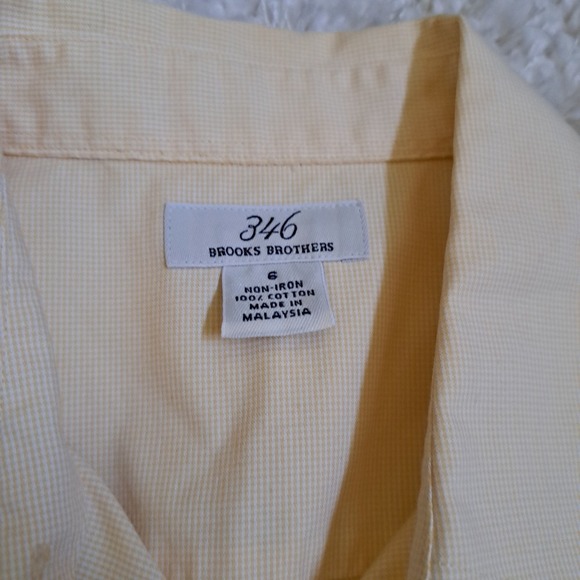 346
BROOKS BROTHERS
6
NON-IRON
100% COTTON
MADE IN
MALAYSIA